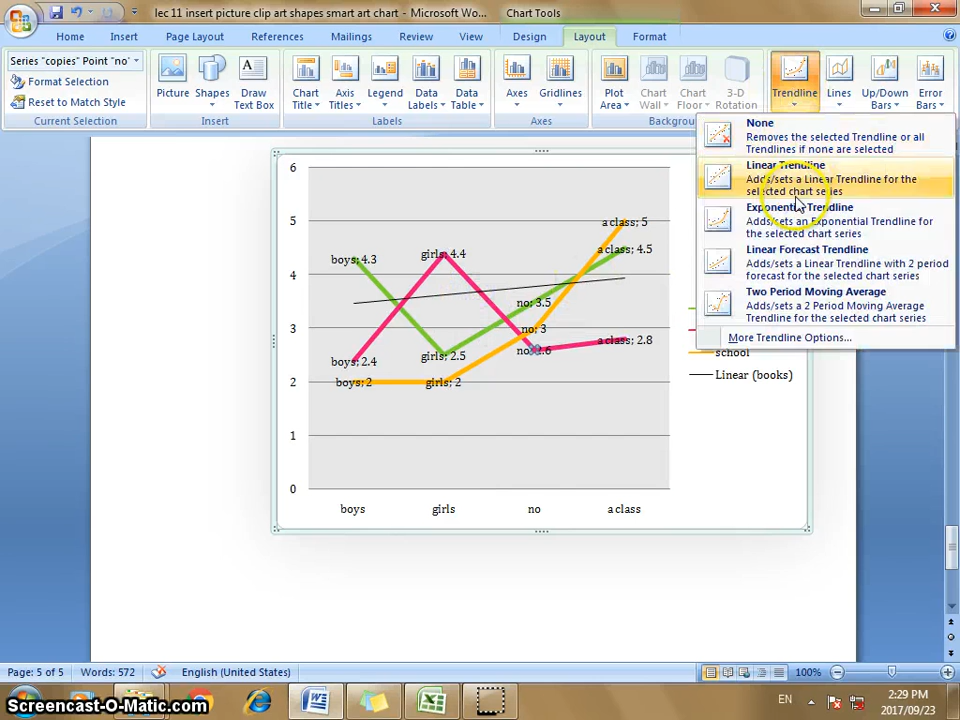 lec 11 insert picture clip art shapes smart art chart - Microsoft Wo...
Chart Tools
Home Insert Page Layout References Mailings Review View Design Layout Format
Series "copies" Point "no"
Format Selection
Reset to Match Style
Current Selection
Picture Shapes Draw Text Box
Insert
Chart Title Axis Titles Legend Data Labels Data Table
Labels
Axes Gridlines
Axes
Plot Area Chart Wall Chart Floor 3-D Rotation
Backgrou
Trendline Lines Up/Down Bars Error Bars
None
Removes the selected Trendline or all
Trendlines if none are selected
Linear Trendline
Adds/sets a Linear Trendline for the
selected chart series
Exponential Trendline
Adds/sets an Exponential Trendline for
the selected chart series
Linear Forecast Trendline
Adds/sets a Linear Trendline with 2 period
forecast for the selected chart series
Two Period Moving Average
Adds/sets a 2 Period Moving Average
Trendline for the selected chart series
More Trendline Options...
6
5
4
3
2
1
0
a class; 5
a class; 4.5
boys; 4.3
girls; 4.4
no; 3.5
no; 3
no; 2.6
a class; 2.8
boys; 2.4
girls; 2.5
boys; 2
girls; 2
boys girls no a class
school
Linear (books)
Page: 5 of 5 Words: 572 English (United States) 100%
EN
2:29 PM
2017/09/23
Screencast-O-Matic.com